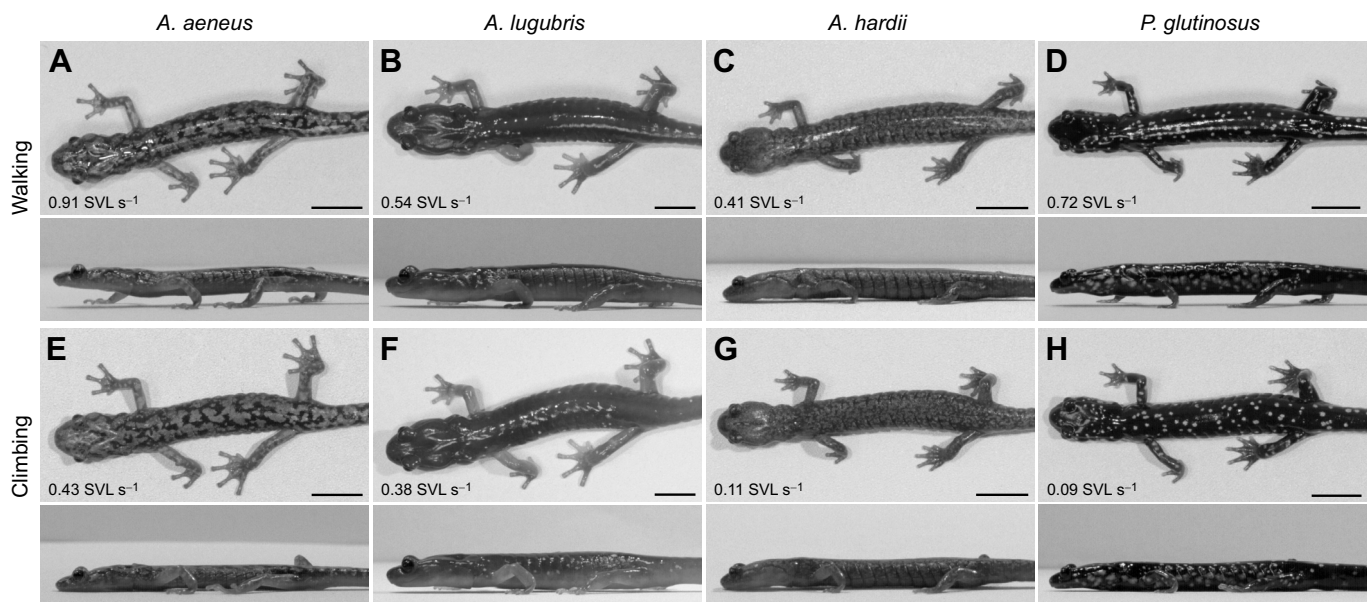 A. aeneus A. lugubris A. hardii P. glutinosus
Walking
A B C D
0.91 SVL s⁻¹ 0.54 SVL s⁻¹ 0.41 SVL s⁻¹ 0.72 SVL s⁻¹
Climbing
E F G H
0.43 SVL s⁻¹ 0.38 SVL s⁻¹ 0.11 SVL s⁻¹ 0.09 SVL s⁻¹